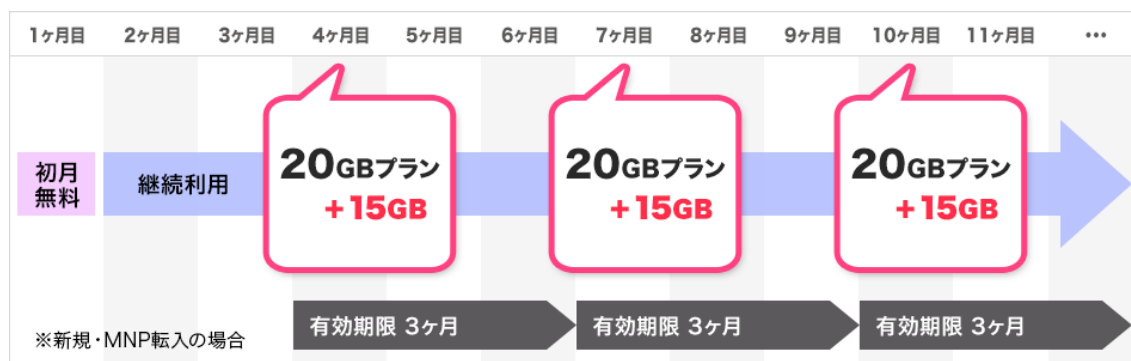 1ヶ月目 2ヶ月目 3ヶ月目 4ヶ月目 5ヶ月目 6ヶ月目 7ヶ月目 8ヶ月目 9ヶ月目 10ヶ月目 11ヶ月目 •••
初月
無料
継続利用
20GBプラン
+15GB
20GBプラン
+15GB
20GBプラン
+15GB
有効期限 3ヶ月
有効期限 3ヶ月
有効期限 3ヶ月
※新規・MNP転入の場合